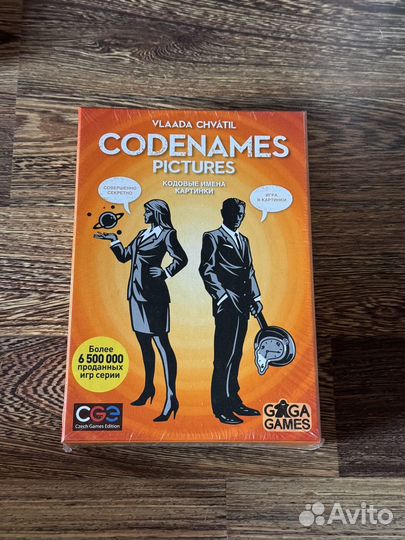 VLAADA CHVÁTIL
CODENAMES
PICTURES
КОДОВЫЕ ИМЕНА
КАРТИНКИ
СОВЕРШЕННО
СЕКРЕТНО
ИГРА
В КАРТИНКИ
Более
6 500 000
проданных
игр серии
CGE
Czech Games Edition
GAGA
GAMES
Avito